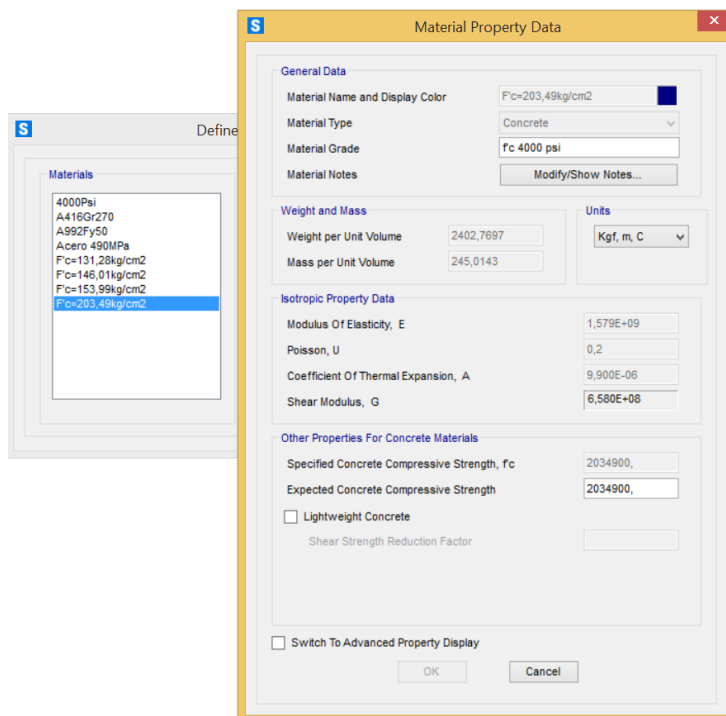 S
Define
Materials
4000Psi
A416Gr270
A992Fy50
Acero 490MPa
F'c=131,28kg/cm2
F'c=146,01kg/cm2
F'c=153,99kg/cm2
F'c=203,49kg/cm2
S
Material Property Data
General Data
Material Name and Display Color F'c=203,49kg/cm2
Material Type Concrete
Material Grade f'c 4000 psi
Material Notes Modify/Show Notes...
Weight and Mass
Weight per Unit Volume 2402,7697
Mass per Unit Volume 245,0143
Units
Kgf, m, C
Isotropic Property Data
Modulus Of Elasticity, E 1,579E+09
Poisson, U 0,2
Coefficient Of Thermal Expansion, A 9,900E-06
Shear Modulus, G 6,580E+08
Other Properties For Concrete Materials
Specified Concrete Compressive Strength, f'c 2034900,
Expected Concrete Compressive Strength 2034900,
Lightweight Concrete
Shear Strength Reduction Factor
Switch To Advanced Property Display
OK Cancel